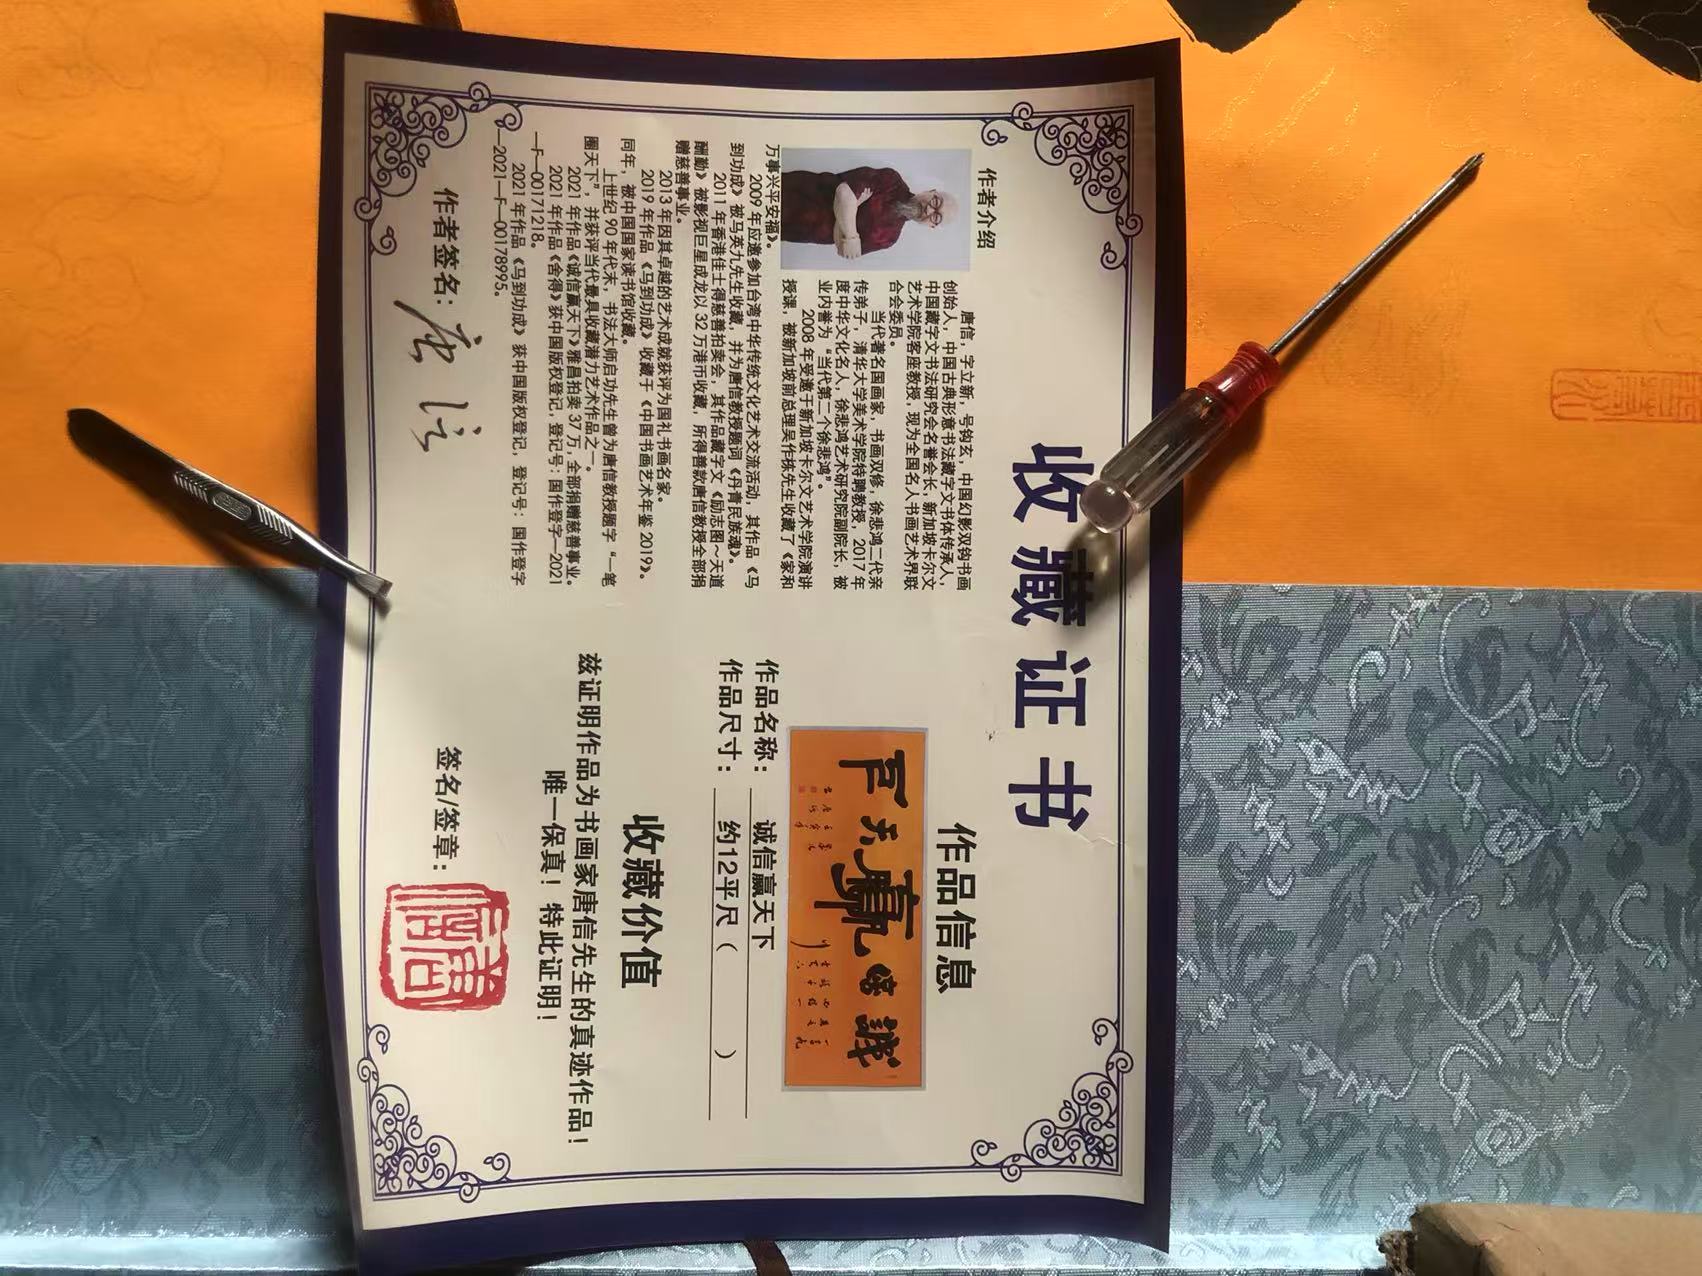 收藏证书
作者介绍
唐信，字立新，号钩玄，中国幻影双钩书画
创始人，中国古典形意书法藏字文书体传承人，
中国藏字文书法研究会名誉会长，新加坡卡尔文
艺术学院客座教授，现为全国名人书画艺术界联
合会委员。
当代著名国画家，书画双修，徐悲鸿二代亲
传弟子，清华大学美术学院特聘教授，2017年
度中华文化名人，徐悲鸿艺术研究院副院长，被
业内誉为“当代第二个徐悲鸿”。
2008年受邀于新加坡卡尔文艺术学院演讲
授课，被新加坡前总理吴作栋先生收藏了《家和
万事兴平安福》。
2009年应邀参加台湾中华传统文化艺术交流活动，其作品《马
到功成》被马英九先生收藏，并为唐信教授题词《丹青民族魂》。
2011年香港佳士得慈善拍卖会，其作品藏字文《励志图～天道
酬勤》被影视巨星成龙以32万港币收藏，所得善款唐信教授全部捐
赠慈善事业。
2013年因其卓越的艺术成就获评为国礼书画名家。
2019年作品《马到功成》收藏于《中国书画艺术年鉴2019》。
同年，被中国国家读书馆收藏。
上世纪90年代末，书法大师启功先生曾为唐信教授题字“一笔
圈天下”，并获评当代最具收藏潜力艺术作品之一。
2021年作品《诚信赢天下》雅昌拍卖37万，全部捐赠慈善事业。
2021年作品《舍得》获中国版权登记，登记号：国作登字—2021
—F—00171218。
2021年作品《马到功成》获中国版权登记，登记号：国作登字
—2021—F—00178995。
作者签名：唐信
作品信息
诚信赢天下
作品名称：诚信赢天下
作品尺寸：约12平尺（ ）
收藏价值
兹证明作品为书画家唐信先生的真迹作品！
唯一保真！特此证明！
签名/签章：
唐信